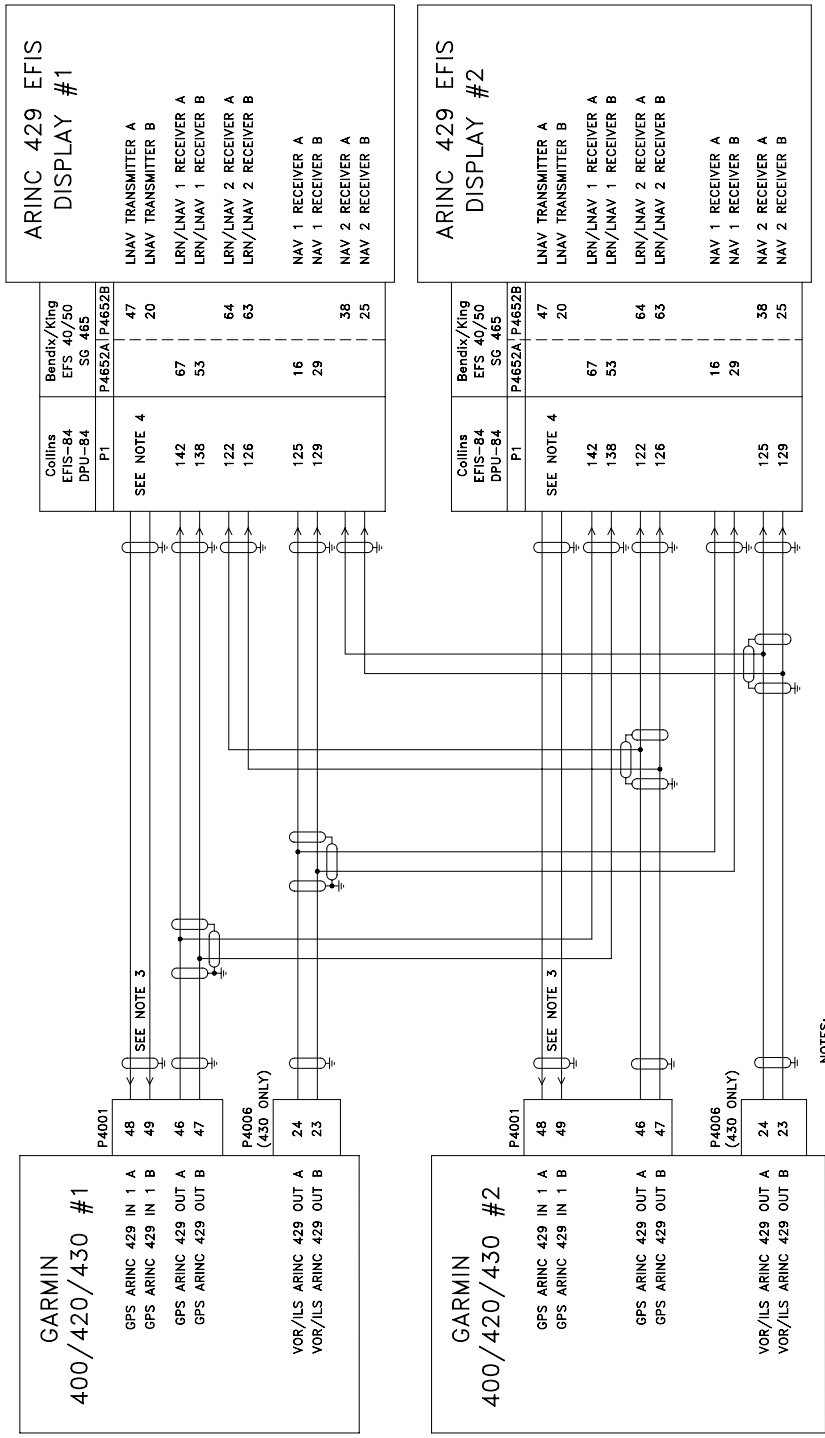 GARMIN
400/420/430 #1
GPS ARINC 429 IN 1 A
GPS ARINC 429 IN 1 B
GPS ARINC 429 OUT A
GPS ARINC 429 OUT B
VOR/ILS ARINC 429 OUT A
VOR/ILS ARINC 429 OUT B
P4001
48
49
46
47
P4006
(430 ONLY)
24
23
SEE NOTE 3
Collins
EFIS-84
DPU-84
P1
SEE NOTE 4
142
138
122
126
125
129
Bendix/King
EFS 40/50
SG 465
P4652A P4652B
47
20
67
53
64
63
16
29
38
25
ARINC 429 EFIS
DISPLAY #1
LNAV TRANSMITTER A
LNAV TRANSMITTER B
LRN/LNAV 1 RECEIVER A
LRN/LNAV 1 RECEIVER B
LRN/LNAV 2 RECEIVER A
LRN/LNAV 2 RECEIVER B
NAV 1 RECEIVER A
NAV 1 RECEIVER B
NAV 2 RECEIVER A
NAV 2 RECEIVER B
GARMIN
400/420/430 #2
GPS ARINC 429 IN 1 A
GPS ARINC 429 IN 1 B
GPS ARINC 429 OUT A
GPS ARINC 429 OUT B
VOR/ILS ARINC 429 OUT A
VOR/ILS ARINC 429 OUT B
P4001
48
49
46
47
P4006
(430 ONLY)
24
23
SEE NOTE 3
Collins
EFIS-84
DPU-84
P1
SEE NOTE 4
142
138
122
126
125
129
Bendix/King
EFS 40/50
SG 465
P4652A P4652B
47
20
67
53
64
63
16
29
38
25
ARINC 429 EFIS
DISPLAY #2
LNAV TRANSMITTER A
LNAV TRANSMITTER B
LRN/LNAV 1 RECEIVER A
LRN/LNAV 1 RECEIVER B
LRN/LNAV 2 RECEIVER A
LRN/LNAV 2 RECEIVER B
NAV 1 RECEIVER A
NAV 1 RECEIVER B
NAV 2 RECEIVER A
NAV 2 RECEIVER B
NOTES: